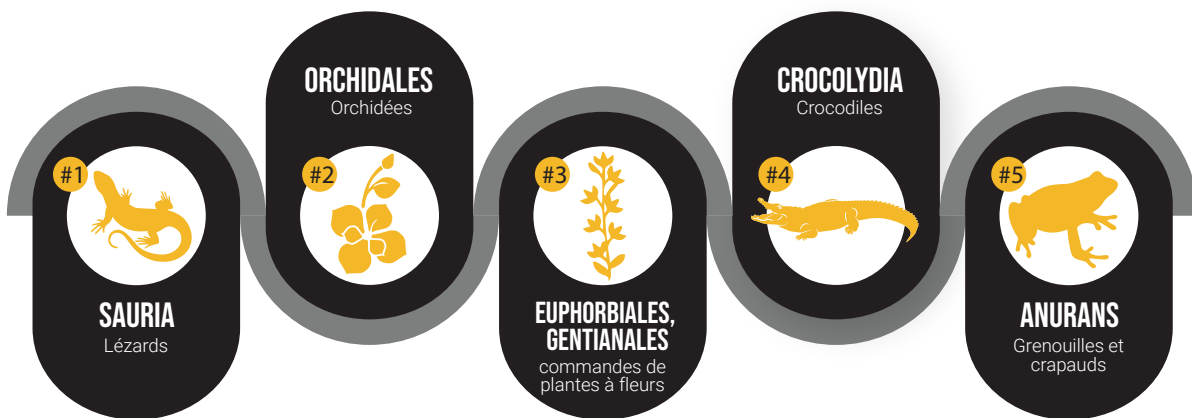 #1
SAURIA
Lézards
ORCHIDALES
Orchidées
#2
#3
EUPHORBIALES,
GENTIANALES
commandes de
plantes à fleurs
CROCOLYDIA
Crocodiles
#4
#5
ANURANS
Grenouilles et
crapauds